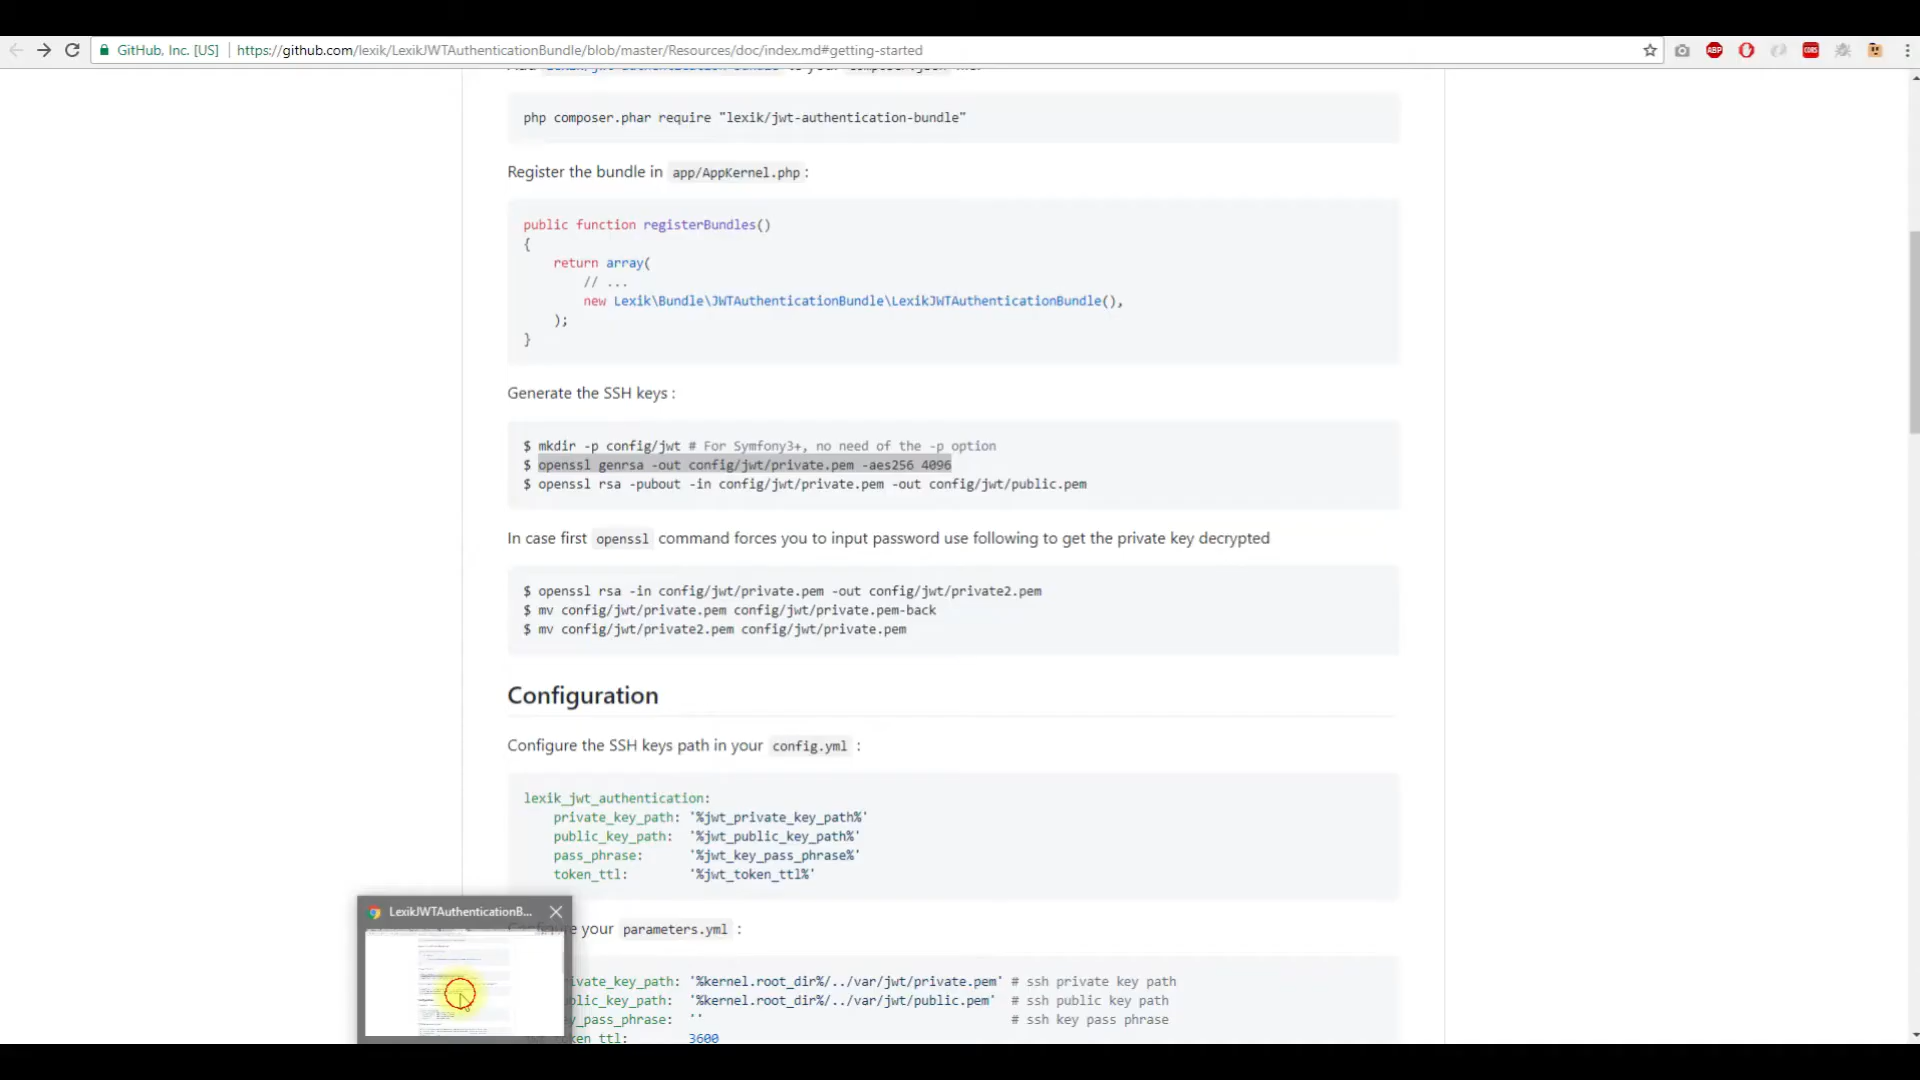 GitHub, Inc. [US] https://github.com/lexik/LexikJWTAuthenticationBundle/blob/master/Resources/doc/index.md#getting-started
ABP
CORS
php composer.phar require "lexik/jwt-authentication-bundle"
Register the bundle in app/AppKernel.php:
public function registerBundles()
{
return array(
// ...
new Lexik\Bundle\JWTAuthenticationBundle\LexikJWTAuthenticationBundle(),
);
}
Generate the SSH keys :
$ mkdir -p config/jwt # For Symfony3+, no need of the -p option
$ openssl genrsa -out config/jwt/private.pem -aes256 4096
$ openssl rsa -pubout -in config/jwt/private.pem -out config/jwt/public.pem
In case first openssl command forces you to input password use following to get the private key decrypted
$ openssl rsa -in config/jwt/private.pem -out config/jwt/private2.pem
$ mv config/jwt/private.pem config/jwt/private.pem-back
$ mv config/jwt/private2.pem config/jwt/private.pem
Configuration
Configure the SSH keys path in your config.yml :
lexik_jwt_authentication:
private_key_path: '%jwt_private_key_path%'
public_key_path: '%jwt_public_key_path%'
pass_phrase: '%jwt_key_pass_phrase%'
token_ttl: '%jwt_token_ttl%'
LexikJWTAuthenticationB...
your parameters.yml :
ivate_key_path: '%kernel.root_dir%/../var/jwt/private.pem' # ssh private key path
blic_key_path: '%kernel.root_dir%/../var/jwt/public.pem' # ssh public key path
y_pass_phrase: '' # ssh key pass phrase
ttl: 3600